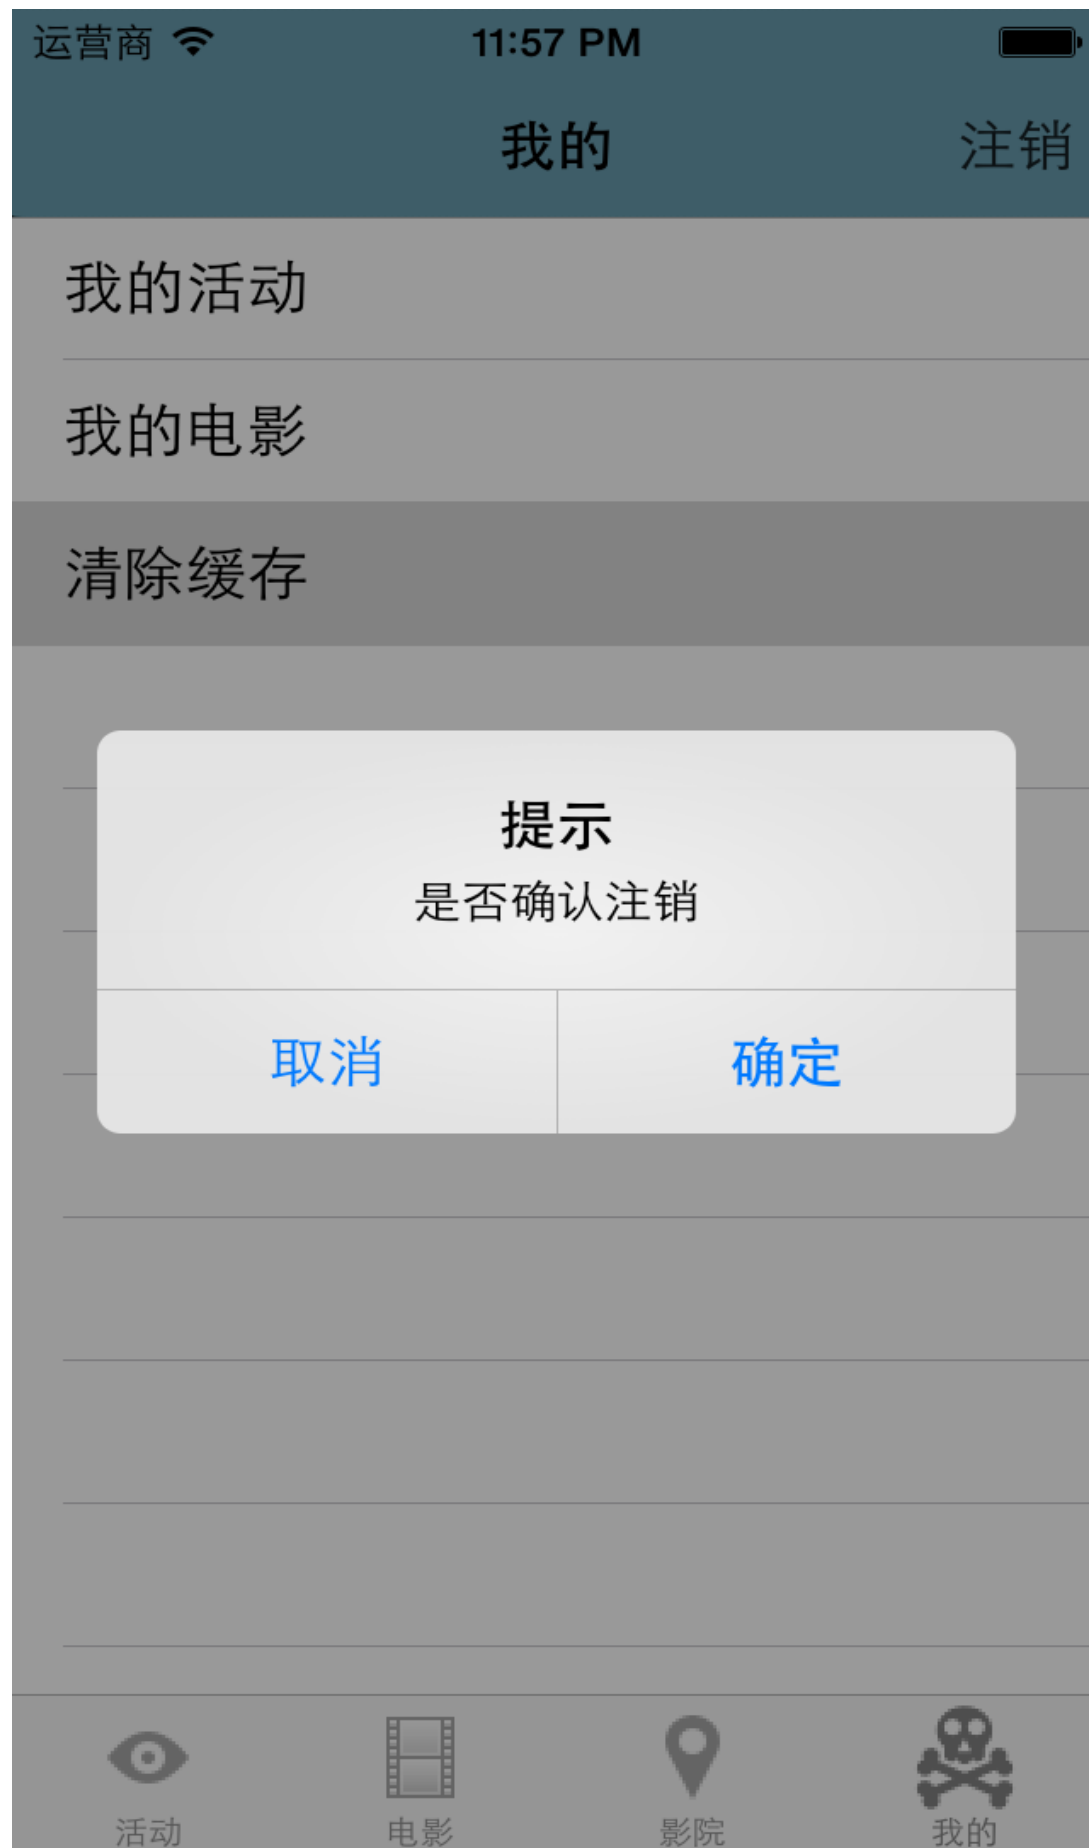 运营商 11:57 PM
我的 注销
我的活动
我的电影
清除缓存
提示
是否确认注销
取消 确定
活动 电影 影院 我的